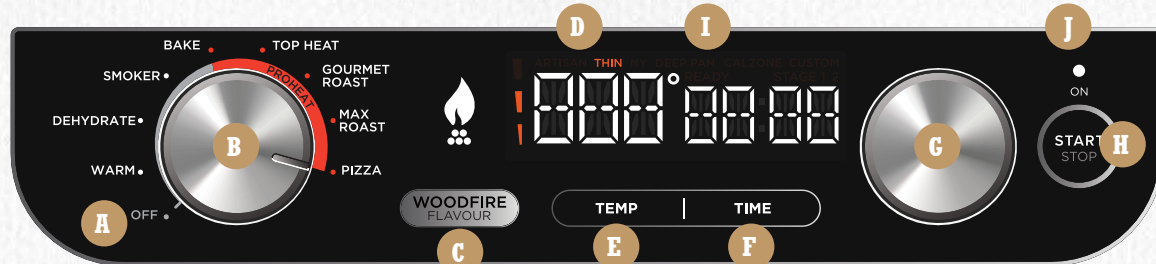 D
I
J
BAKE
TOP HEAT
SMOKER
GOURMET
ROAST
PROHEAT
DEHYDRATE
MAX
ROAST
WARM
PIZZA
OFF
A
B
WOODFIRE
FLAVOUR
C
ARTISAN THIN NY DEEP PAN CALZONE CUSTOM
READY STAGE 1 2
TEMP
TIME
E
F
G
ON
START
STOP
H